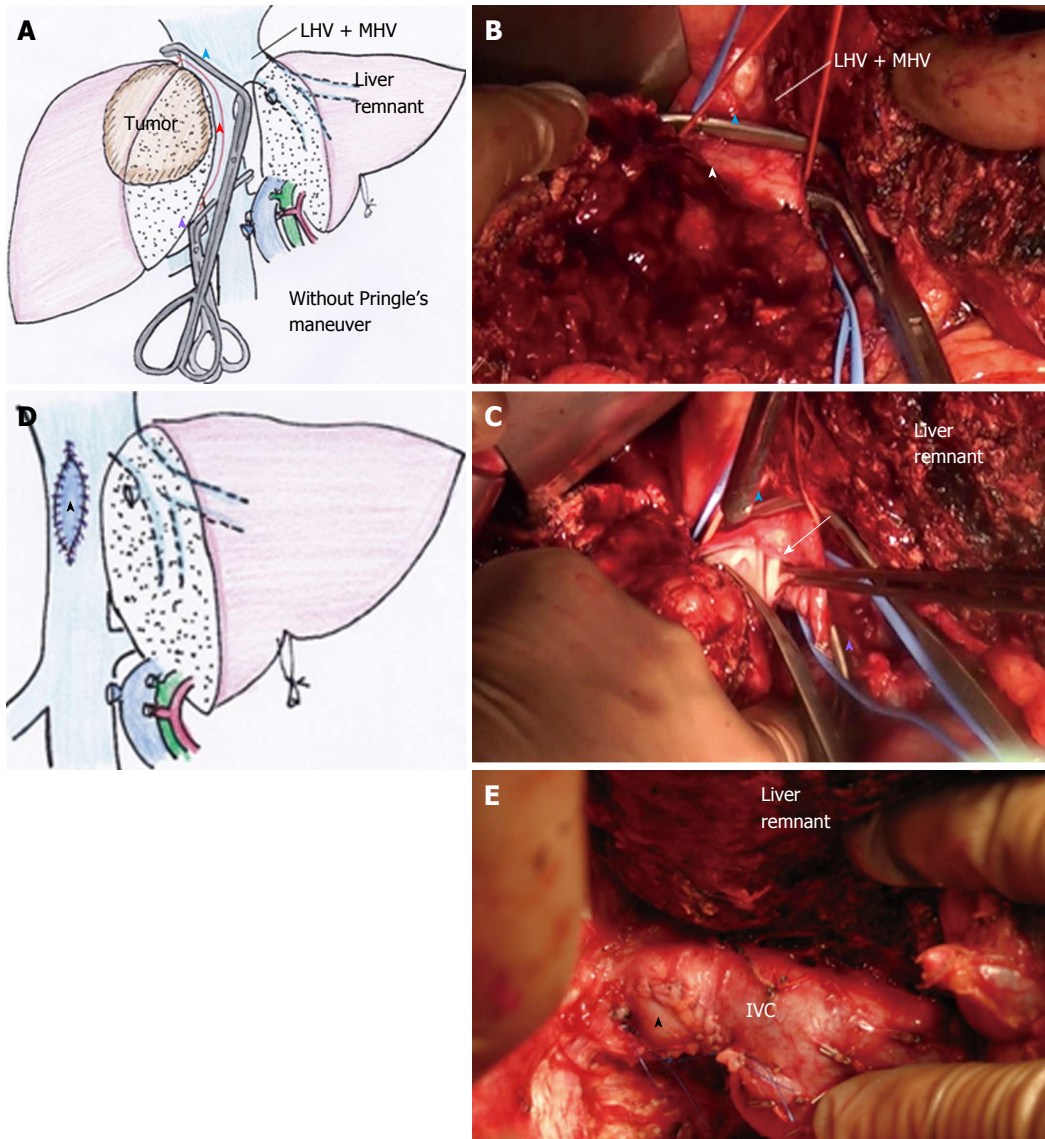 A
LHV + MHV
Liver
remnant
Tumor
Without Pringle's
maneuver
B
LHV + MHV
D
C
Liver
remnant
E
Liver
remnant
IVC